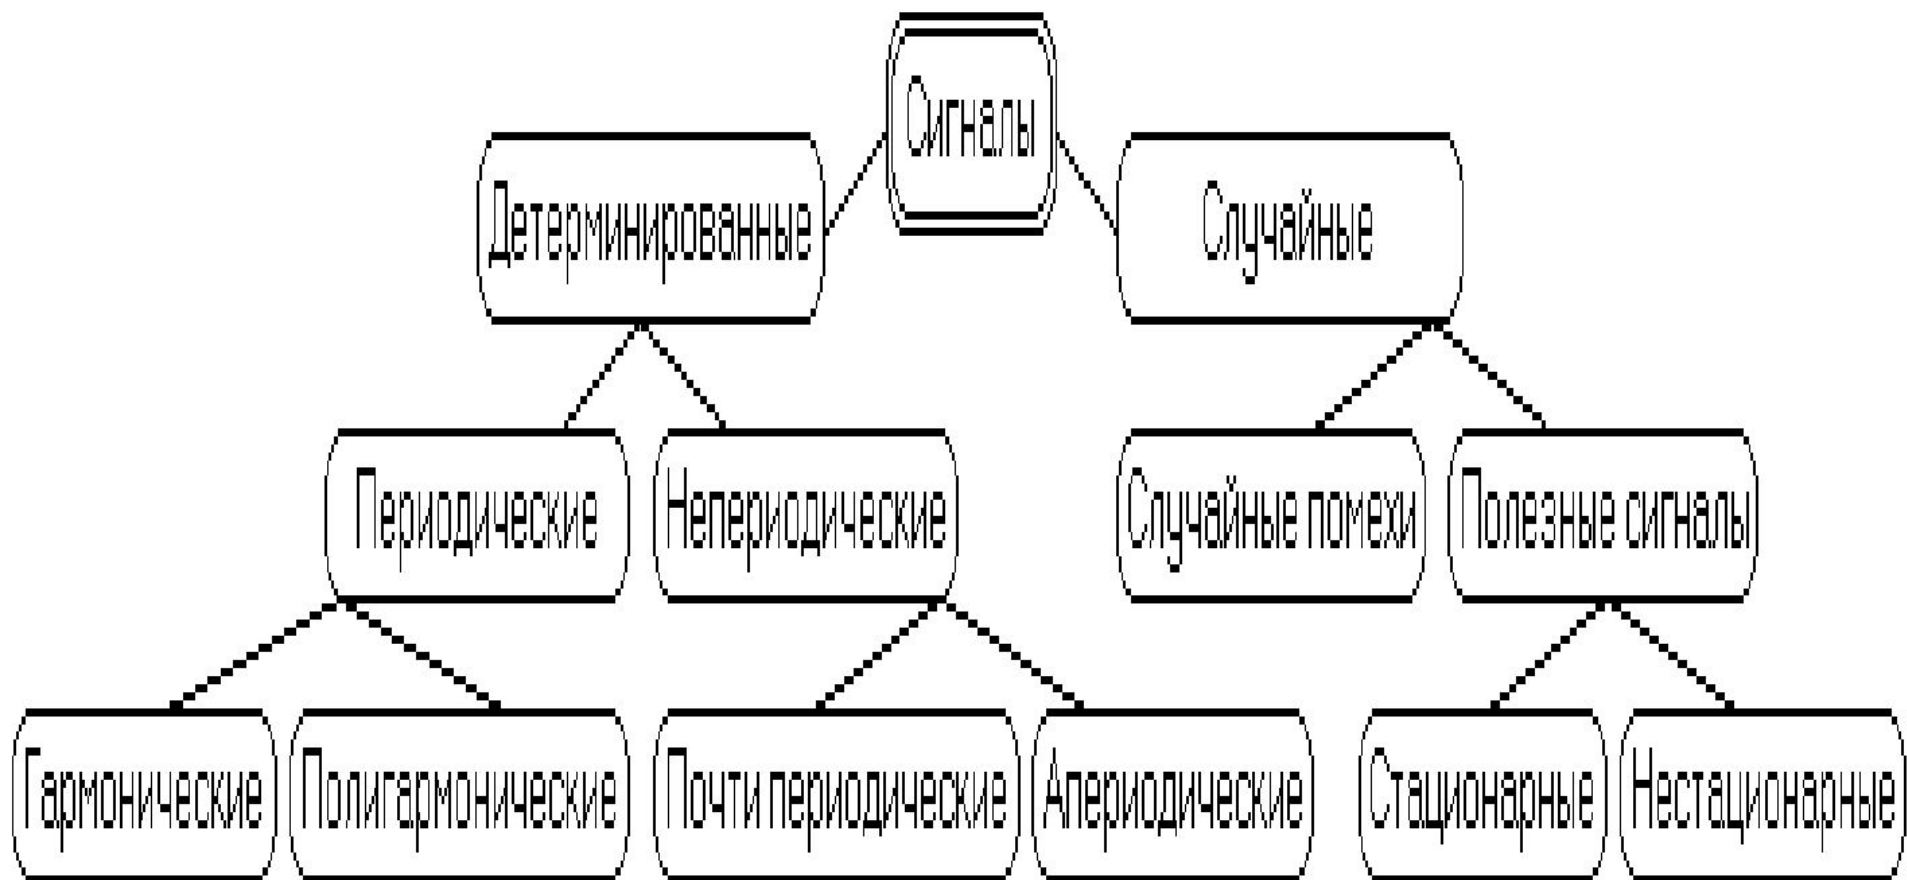 Сигналы
Детерминированные
Случайные
Периодические
Непериодические
Случайные помехи
Полезные сигналы
Гармонические
Полигармонические
Почти периодические
Апериодические
Стационарные
Нестационарные